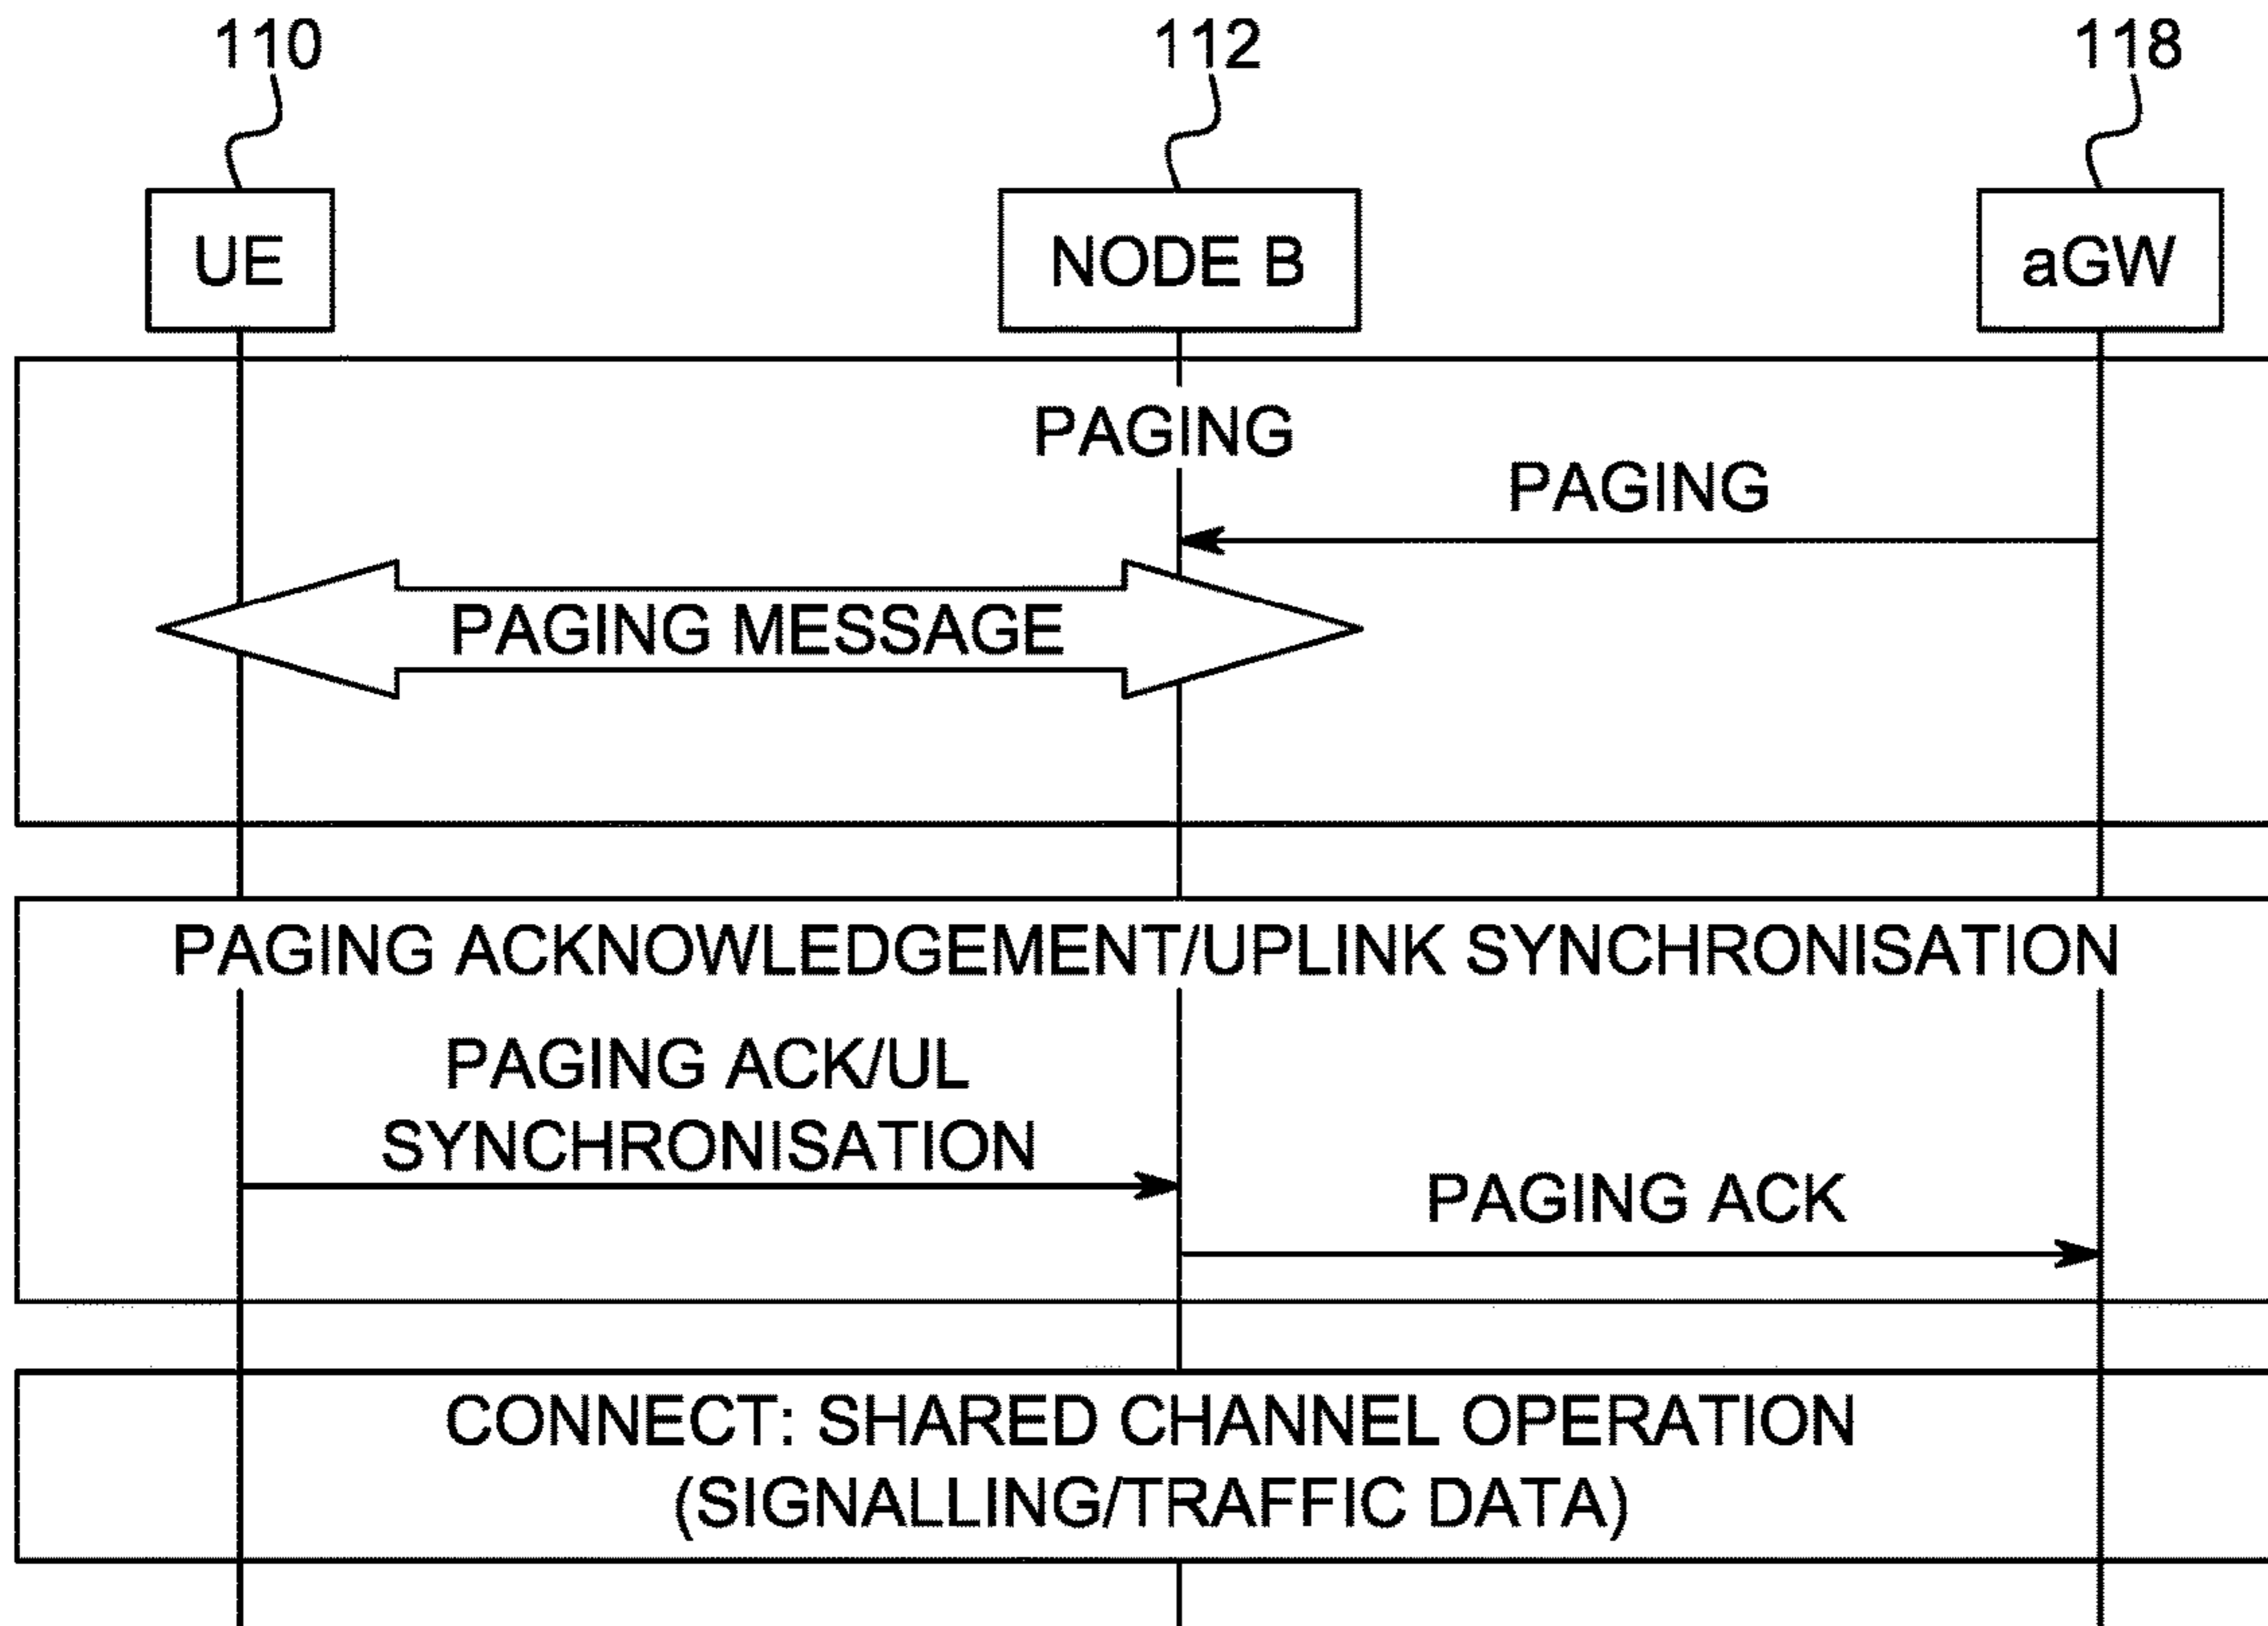 110
112
118
UE
NODE B
aGW
PAGING
PAGING
PAGING MESSAGE
PAGING ACKNOWLEDGEMENT/UPLINK SYNCHRONISATION
PAGING ACK/UL
SYNCHRONISATION
PAGING ACK
CONNECT: SHARED CHANNEL OPERATION
(SIGNALLING/TRAFFIC DATA)